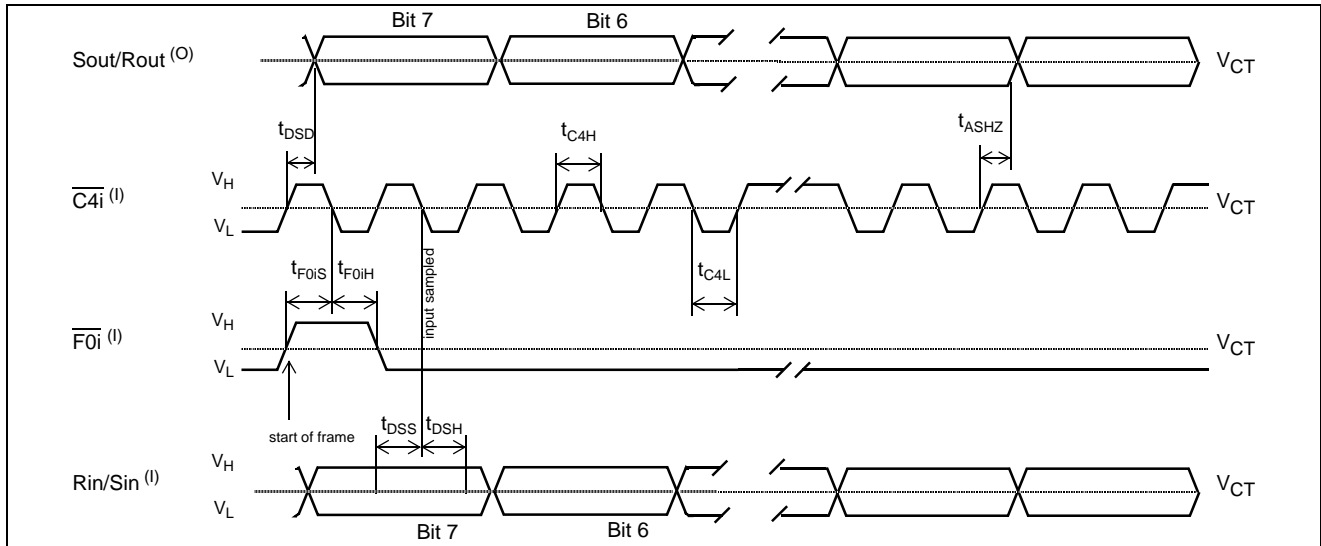 Bit 7 Bit 6
Sout/Rout (O) VCT
tDSD tC4H tASHZ
VH
C4i (I) VCT
VL
tF0iS tF0iH input sampled tC4L
VH
F0i (I) VCT
VL
start of frame tDSS tDSH
VH
Rin/Sin (I) VCT
VL
Bit 7 Bit 6